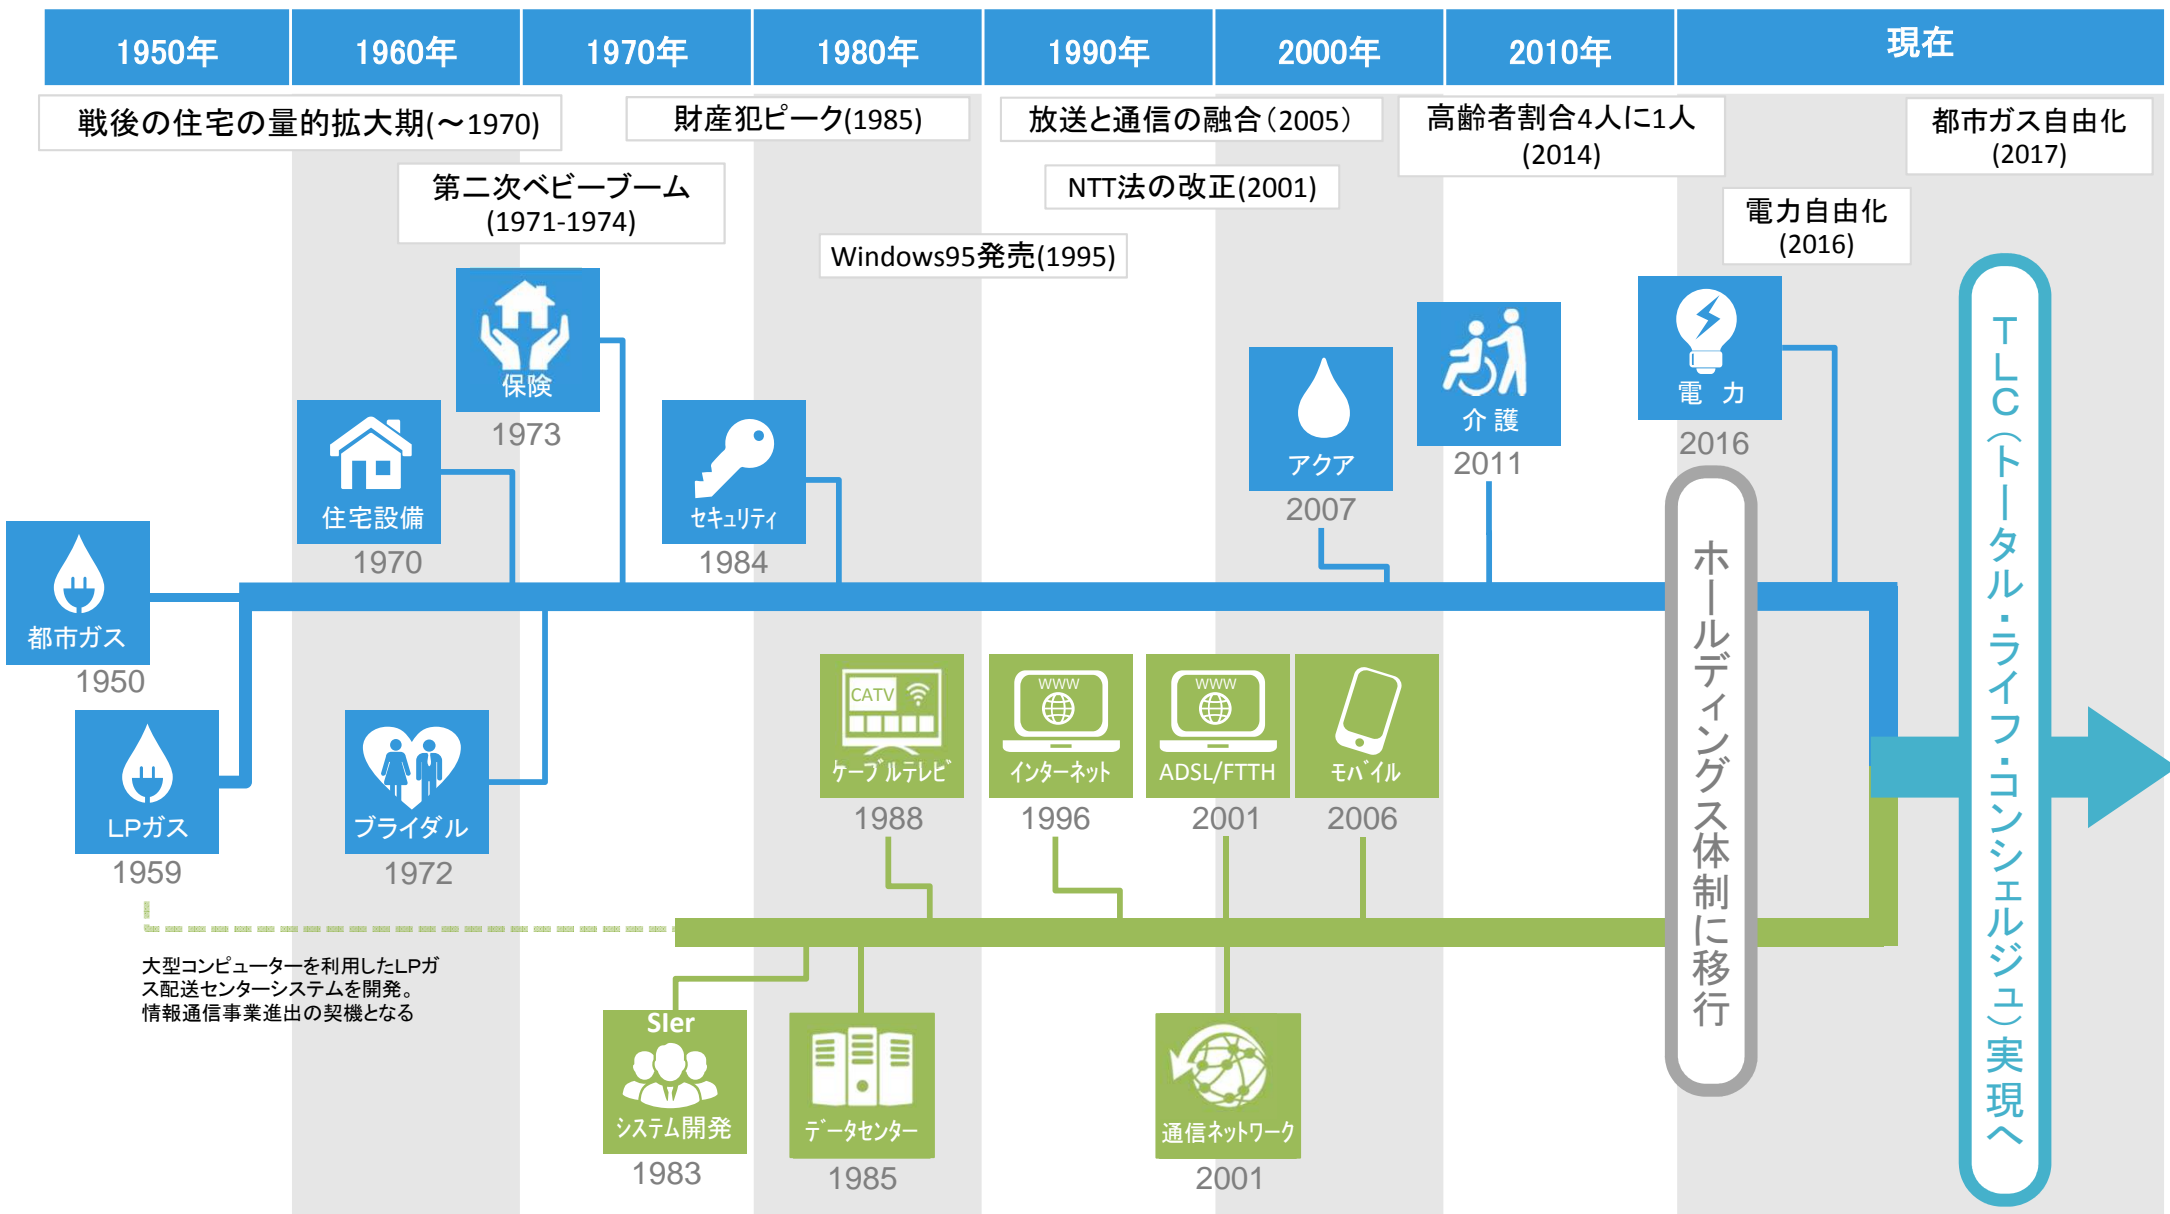 1950年
1960年
1970年
1980年
1990年
2000年
2010年
現在
戦後の住宅の量的拡大期(～1970)
財産犯ピーク(1985)
放送と通信の融合（2005）
高齢者割合4人に1人
(2014)
都市ガス自由化
(2017)
第二次ベビーブーム
(1971-1974)
NTT法の改正(2001)
電力自由化
(2016)
Windows95発売(1995)
保険
1973
住宅設備
1970
セキュリティ
1984
アクア
2007
介護
2011
電力
2016
都市ガス
1950
LPガス
1959
ブライダル
1972
CATV
ケーブルテレビ
1988
WWW
インターネット
1996
WWW
ADSL/FTTH
2001
モバイル
2006
大型コンピューターを利用したLPガ
ス配送センターシステムを開発。
情報通信事業進出の契機となる
SIer
システム開発
1983
データセンター
1985
通信ネットワーク
2001
ホールディングス体制に移行
TLC（トータル・ライフ・コンシェルジュ）実現へ